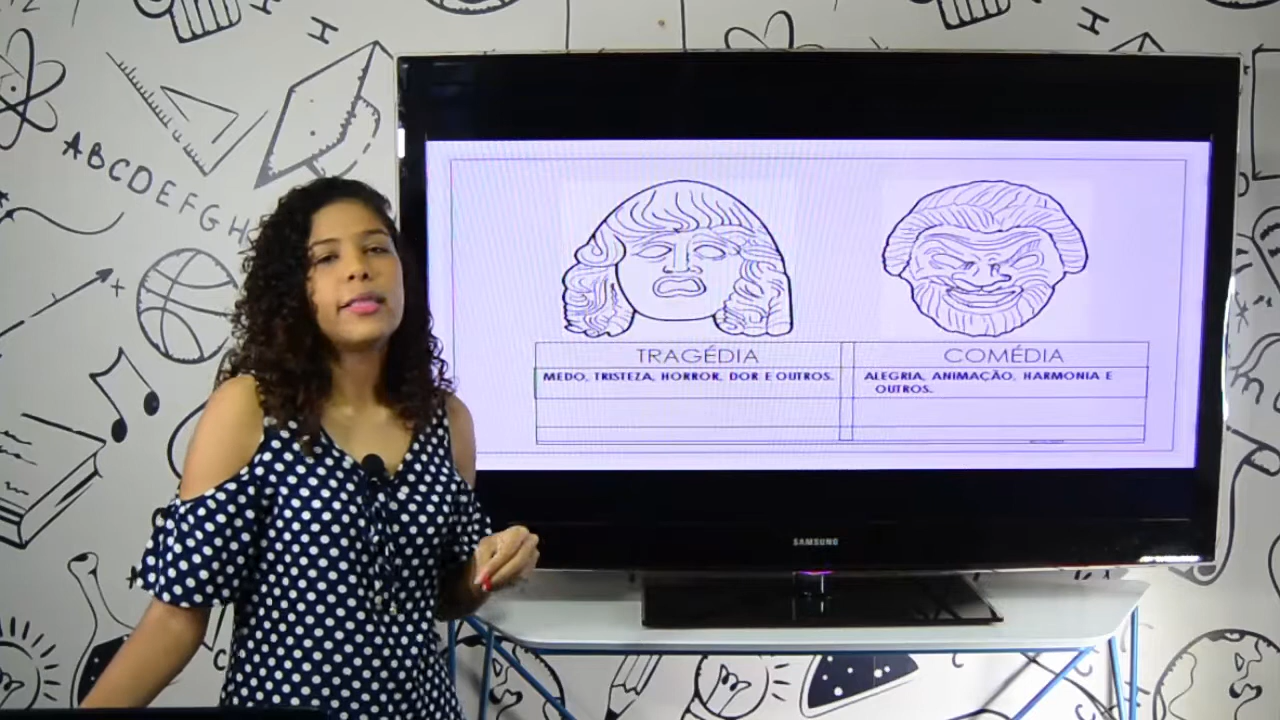 ABCDEFGH
TRAGÉDIA
COMÉDIA
MEDO, TRISTEZA, HORROR, DOR E OUTROS.
ALEGRIA, ANIMAÇÃO, HARMONIA E
OUTROS.
SAMSUNG